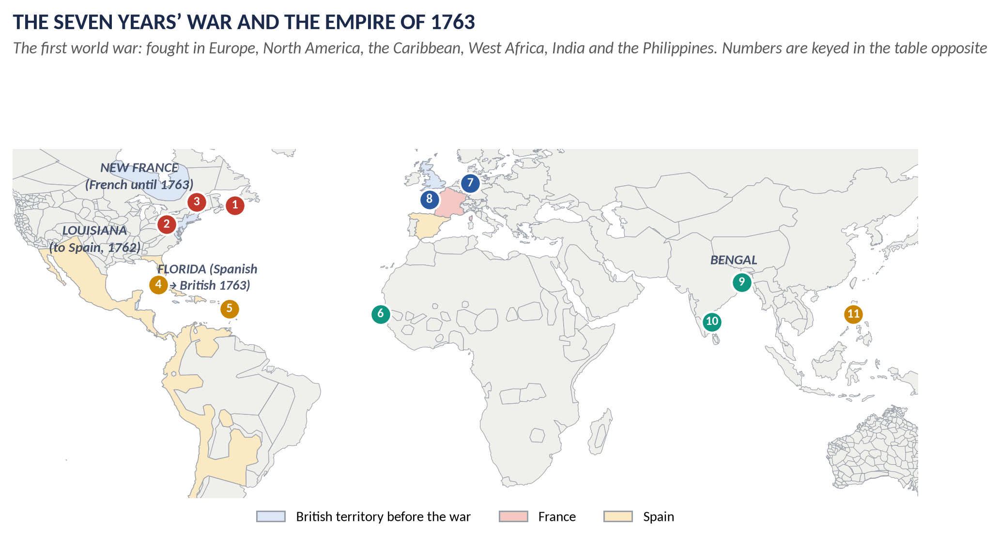 THE SEVEN YEARS’ WAR AND THE EMPIRE OF 1763
The first world war: fought in Europe, North America, the Caribbean, West Africa, India and the Philippines. Numbers are keyed in the table opposite
NEW FRANCE
(French until 1763)
7
3
8
1
2
LOUISIANA
(to Spain, 1762)
BENGAL
FLORIDA (Spanish
→ British 1763)
4
9
5
6
11
10
British territory before the war
France
Spain